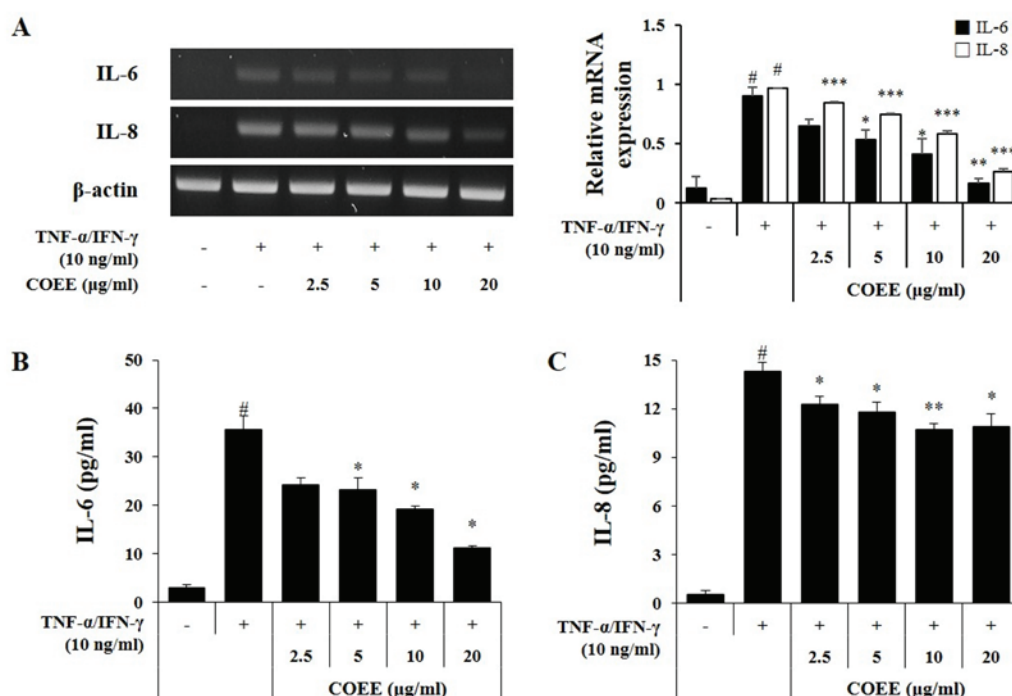 A
IL-6
IL-8
β-actin
TNF-α/IFN-γ - + + + + +
(10 ng/ml)
COEE (μg/ml) - - 2.5 5 10 20
Relative mRNA expression
1.5
1
0.5
0
IL-6
IL-8
# # *** * *** * *** ** ***
TNF-α/IFN-γ - + + + + +
(10 ng/ml)
2.5 5 10 20
COEE (μg/ml)
B
IL-6 (pg/ml)
50
40
30
20
10
0
# * * *
TNF-α/IFN-γ - + + + + +
(10 ng/ml)
2.5 5 10 20
COEE (μg/ml)
C
IL-8 (pg/ml)
15
12
9
6
3
0
# * * ** *
TNF-α/IFN-γ - + + + + +
(10 ng/ml)
2.5 5 10 20
COEE (μg/ml)